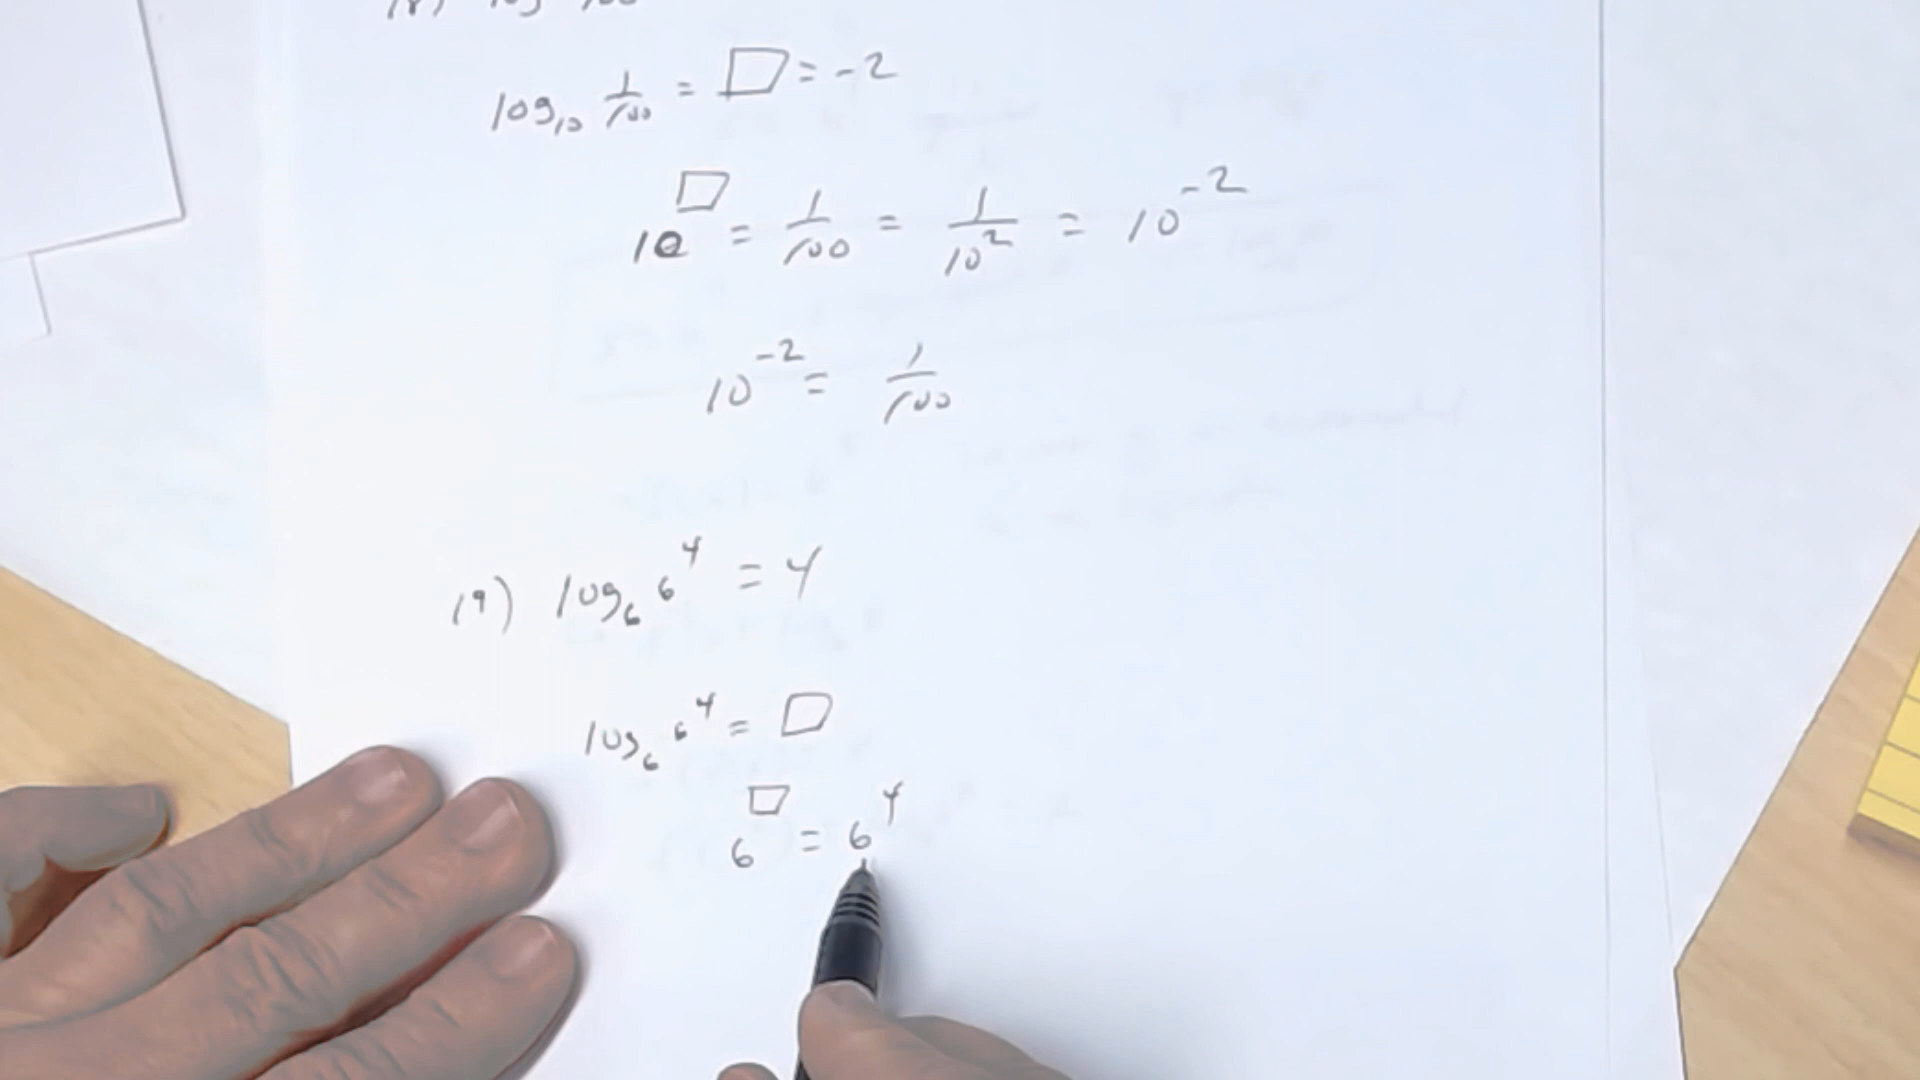 log₁₀ 1/100 = □ = -2
10^□ = 1/100 = 1/10² = 10⁻²
10⁻² = 1/100
19) log₆ 6⁴ = 4
log₆ 6⁴ = □
6^□ = 6⁴